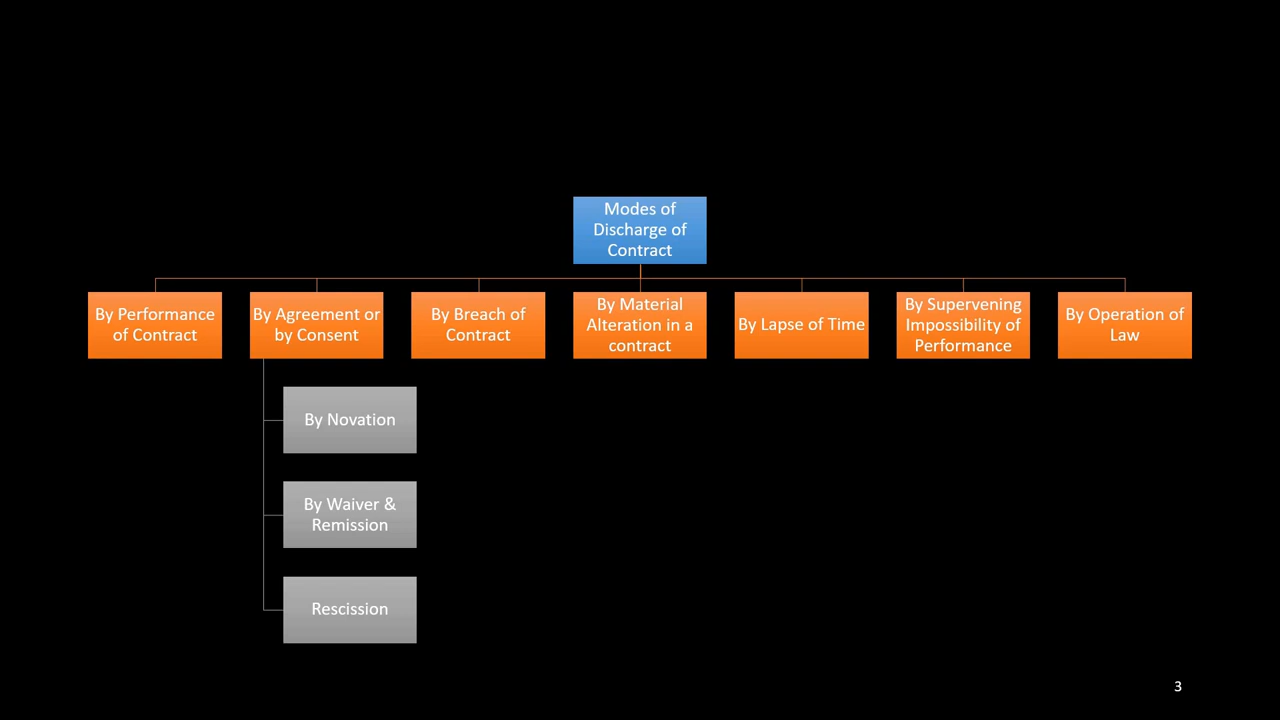 Modes of
Discharge of
Contract
By Performance
of Contract
By Agreement or
by Consent
By Breach of
Contract
By Material
Alteration in a
contract
By Lapse of Time
By Supervening
Impossibility of
Performance
By Operation of
Law
By Novation
By Waiver &
Remission
Rescission
3